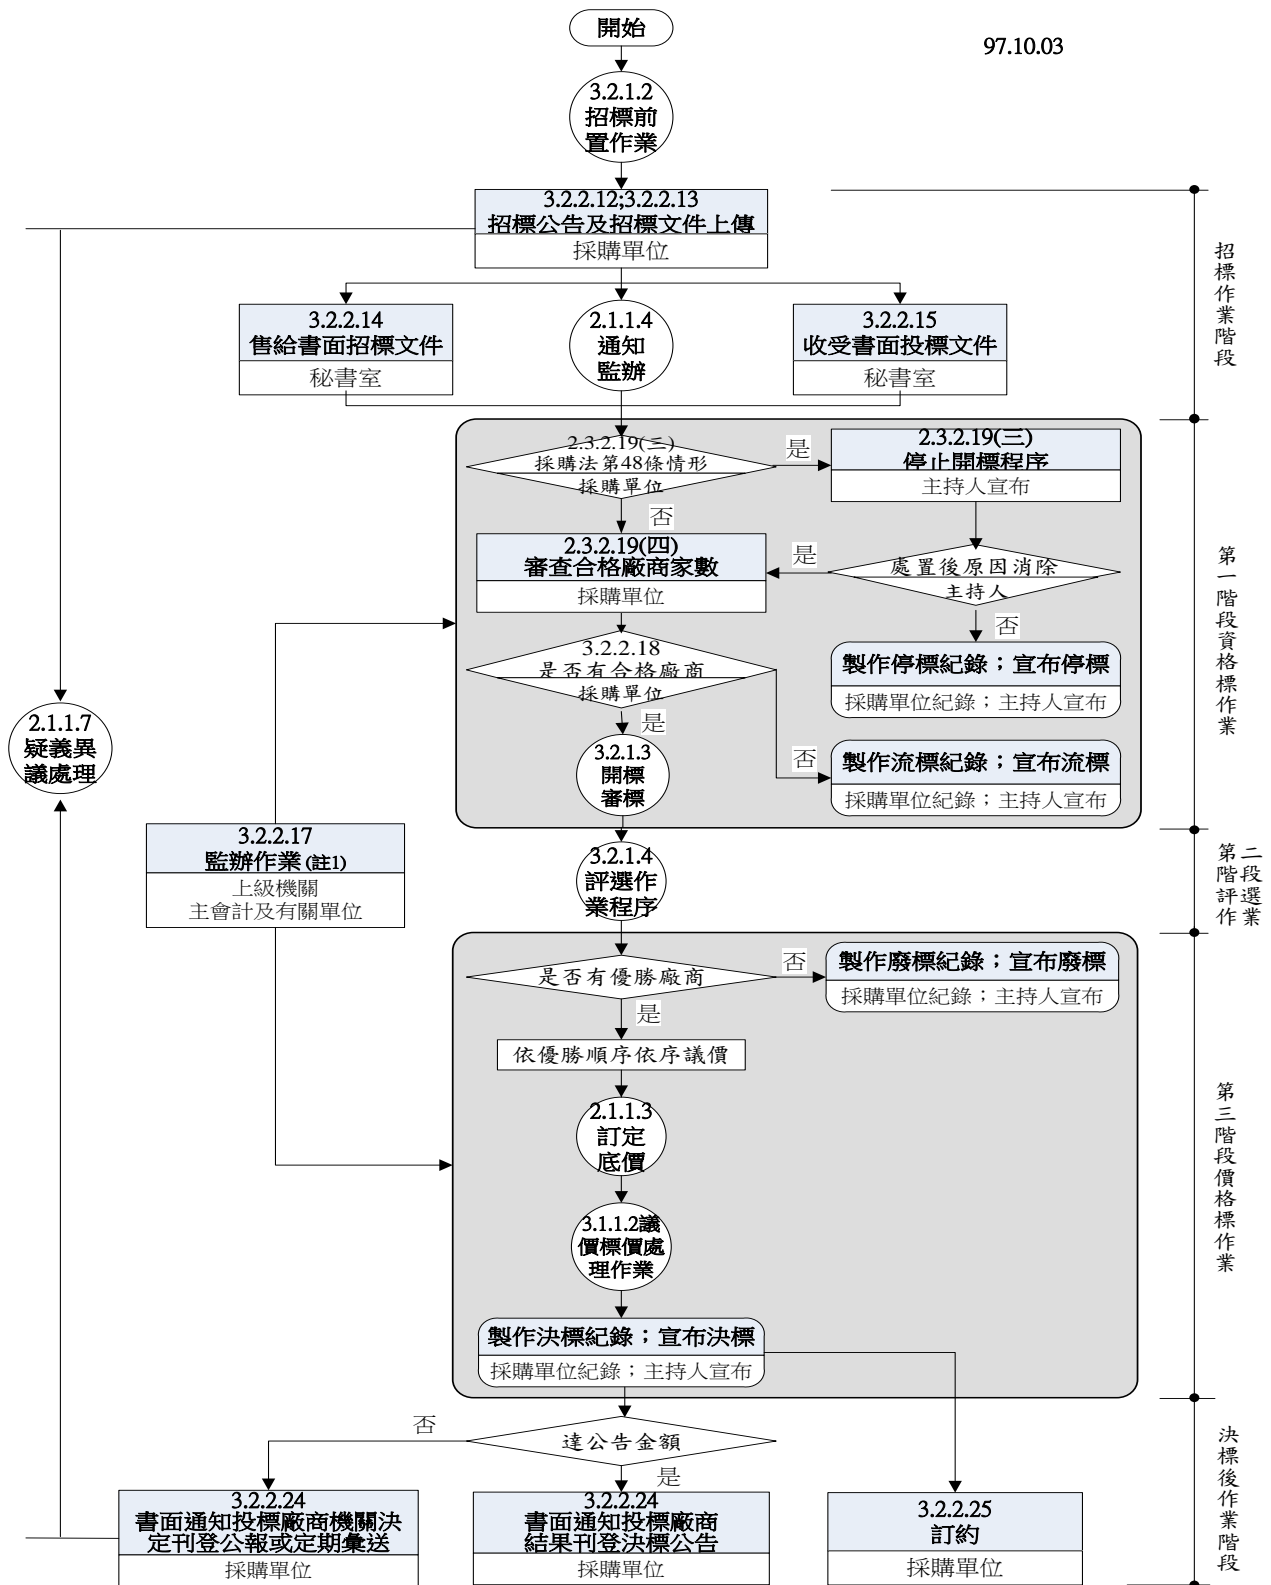 開始
97.10.03
3.2.1.2
招標前
置作業
3.2.2.12;3.2.2.13
招標公告及招標文件上傳
採購單位
招標作業階段
3.2.2.14
售給書面招標文件
秘書室
2.1.1.4
通知
監辦
3.2.2.15
收受書面投標文件
秘書室
2.3.2.19(三)
採購法第48條情形
採購單位
是
否
2.3.2.19(三)
停止開標程序
主持人宣布
2.3.2.19(四)
審查合格廠商家數
採購單位
是
處置後原因消除
主持人
否
第一階段資格標作業
3.2.2.18
是否有合格廠商
採購單位
是
否
製作停標紀錄；宣布停標
採購單位紀錄；主持人宣布
2.1.1.7
疑義異
議處理
3.2.1.3
開標
審標
製作流標紀錄；宣布流標
採購單位紀錄；主持人宣布
3.2.2.17
監辦作業(註1)
上級機關
主會計及有關單位
3.2.1.4
評選作
業程序
第二
階段
評選
作業
是否有優勝廠商
否
是
製作廢標紀錄；宣布廢標
採購單位紀錄；主持人宣布
依優勝順序依序議價
2.1.1.3
訂定
底價
第三階段價格標作業
3.1.1.2議
價標價處
理作業
製作決標紀錄；宣布決標
採購單位紀錄；主持人宣布
否
達公告金額
是
決標後作業階段
3.2.2.24
書面通知投標廠商機關決
定刊登公報或定期彙送
採購單位
3.2.2.24
書面通知投標廠商
結果刊登決標公告
採購單位
3.2.2.25
訂約
採購單位